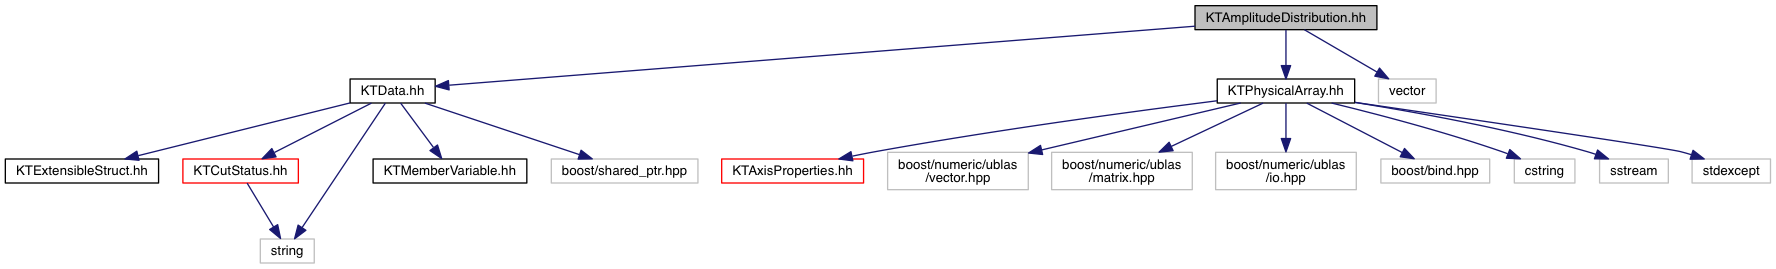 KTAmplitudeDistribution.hh
KTData.hh
KTPhysicalArray.hh
vector
KTExtensibleStruct.hh
KTCutStatus.hh
KTMemberVariable.hh
boost/shared_ptr.hpp
KTAxisProperties.hh
boost/numeric/ublas
/vector.hpp
boost/numeric/ublas
/matrix.hpp
boost/numeric/ublas
/io.hpp
boost/bind.hpp
cstring
sstream
stdexcept
string